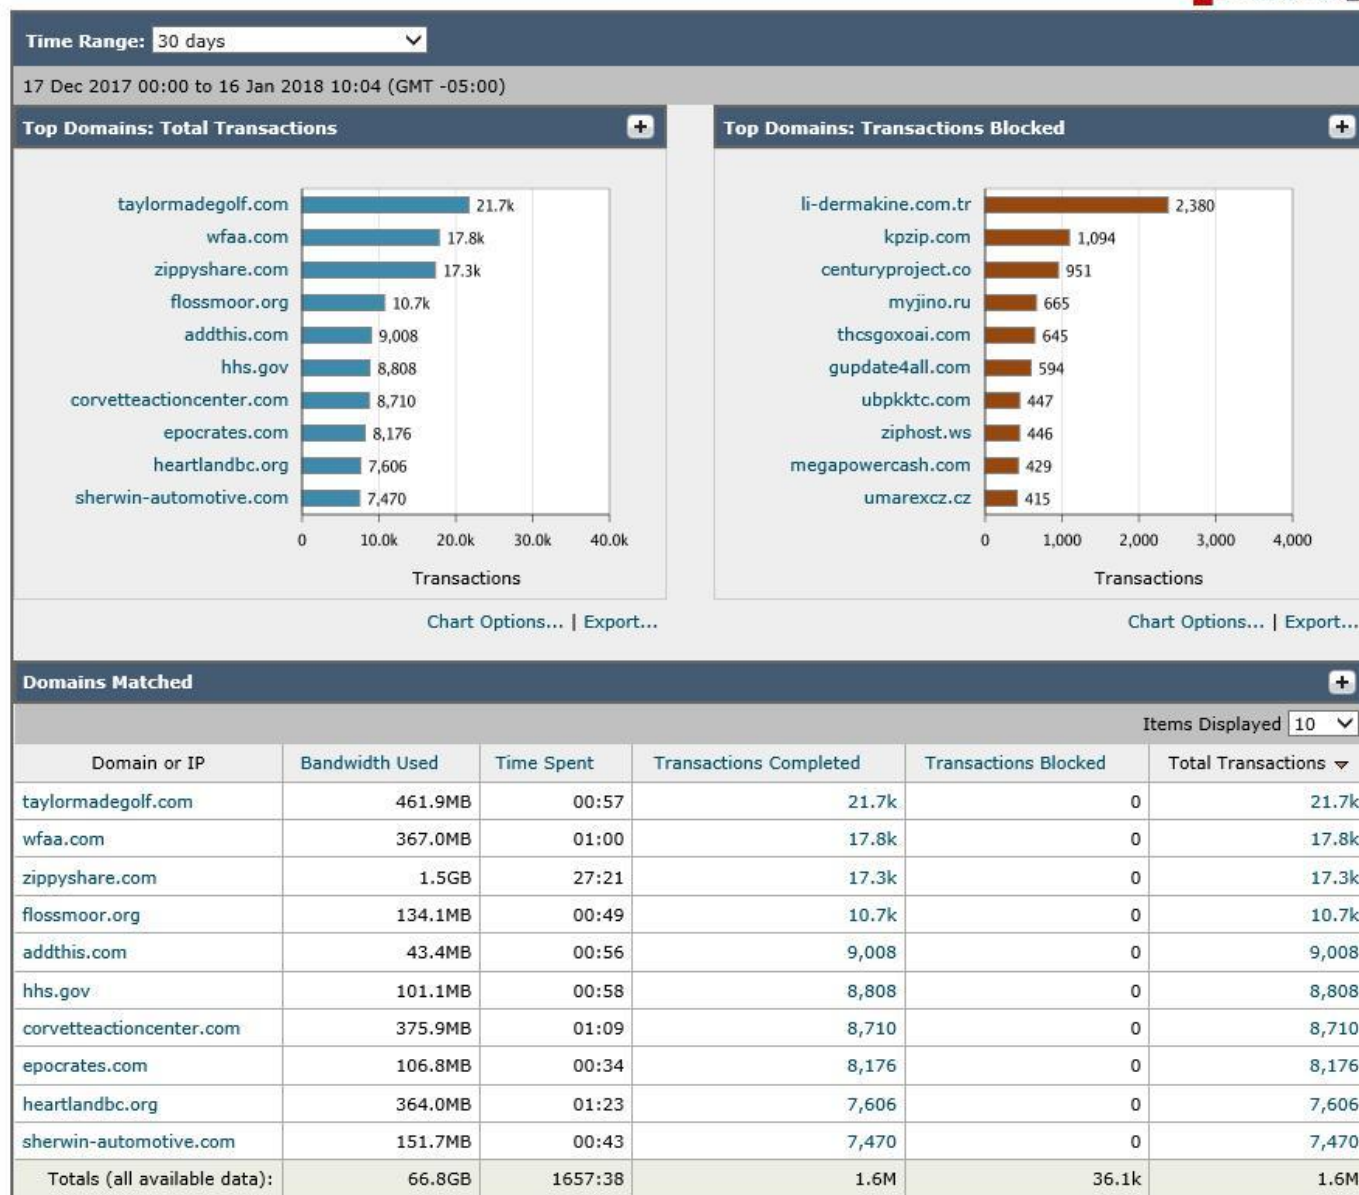 Time Range: 30 days
17 Dec 2017 00:00 to 16 Jan 2018 10:04 (GMT -05:00)
Top Domains: Total Transactions
taylormadegolf.com 21.7k
wfaa.com 17.8k
zippyshare.com 17.3k
flossmoor.org 10.7k
addthis.com 9,008
hhs.gov 8,808
corvetteactioncenter.com 8,710
epocrates.com 8,176
heartlandbc.org 7,606
sherwin-automotive.com 7,470
0 10.0k 20.0k 30.0k 40.0k
Transactions
Chart Options... | Export...
Top Domains: Transactions Blocked
li-dermakine.com.tr 2,380
kpzip.com 1,094
centuryproject.co 951
myjino.ru 665
thcsgoxoai.com 645
gupdate4all.com 594
ubpkktc.com 447
ziphost.ws 446
megapowercash.com 429
umarexcz.cz 415
0 1,000 2,000 3,000 4,000
Transactions
Chart Options... | Export...
Domains Matched
Items Displayed 10
Domain or IP Bandwidth Used Time Spent Transactions Completed Transactions Blocked Total Transactions
taylormadegolf.com 461.9MB 00:57 21.7k 0 21.7k
wfaa.com 367.0MB 01:00 17.8k 0 17.8k
zippyshare.com 1.5GB 27:21 17.3k 0 17.3k
flossmoor.org 134.1MB 00:49 10.7k 0 10.7k
addthis.com 43.4MB 00:56 9,008 0 9,008
hhs.gov 101.1MB 00:58 8,808 0 8,808
corvetteactioncenter.com 375.9MB 01:09 8,710 0 8,710
epocrates.com 106.8MB 00:34 8,176 0 8,176
heartlandbc.org 364.0MB 01:23 7,606 0 7,606
sherwin-automotive.com 151.7MB 00:43 7,470 0 7,470
Totals (all available data): 66.8GB 1657:38 1.6M 36.1k 1.6M